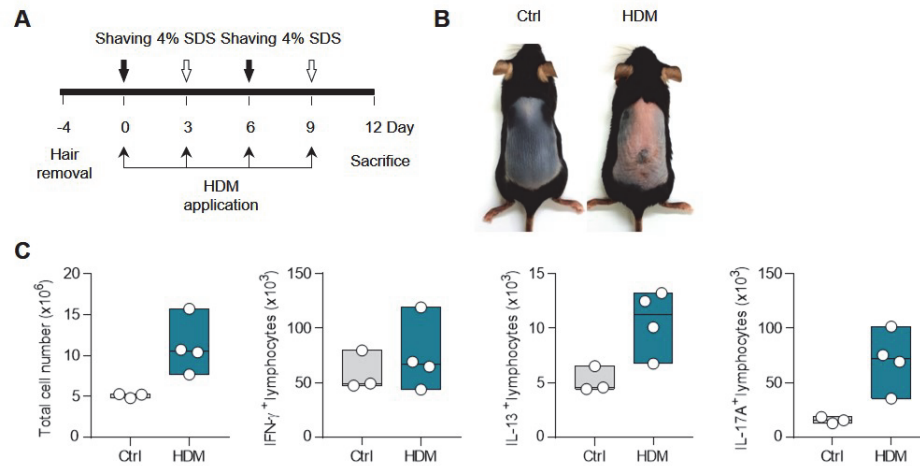 A
Shaving 4% SDS Shaving 4% SDS
-4 0 3 6 9 12 Day
Hair removal
HDM application
Sacrifice
B
Ctrl HDM
C
Total cell number (x10⁶)
20
15
10
5
0
Ctrl HDM
IFN-γ⁺lymphocytes (x10³)
150
100
50
0
Ctrl HDM
IL-13⁺lymphocytes (x10³)
15
10
5
0
Ctrl HDM
IL-17A⁺lymphocytes (x10³)
150
100
50
0
Ctrl HDM